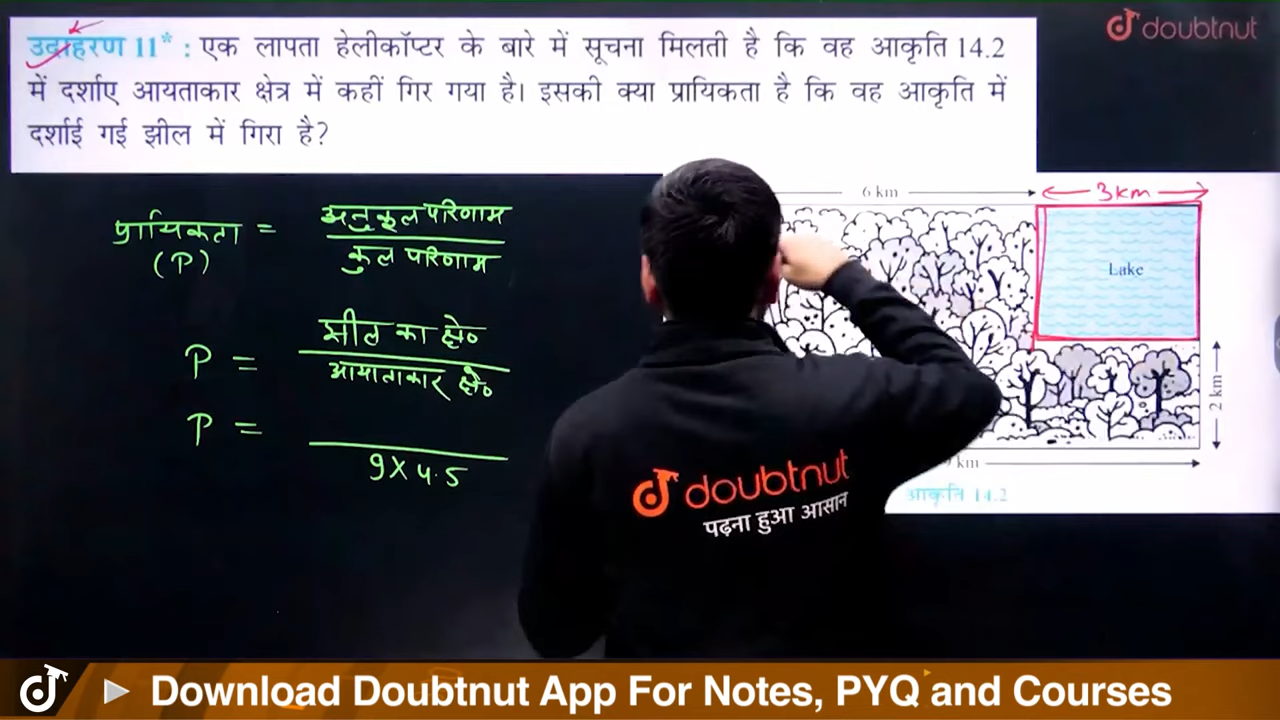 doubtnut
उदाहरण 11* : एक लापता हेलीकॉप्टर के बारे में सूचना मिलती है कि वह आकृति 14.2
में दर्शाए आयताकार क्षेत्र में कहीं गिर गया है। इसकी क्या प्रायिकता है कि वह आकृति में
दर्शाई गई झील में गिरा है?
6 km
3km
प्रायिकता = अनुकूल परिणाम
(P) कुल परिणाम
Lake
P = झील का क्षे०
आयाताकार क्षे०
2 km
P =
9 X 4.5
km
आकृति 14.2
doubtnut
पढ़ना हुआ आसान
Download Doubtnut App For Notes, PYQ and Courses